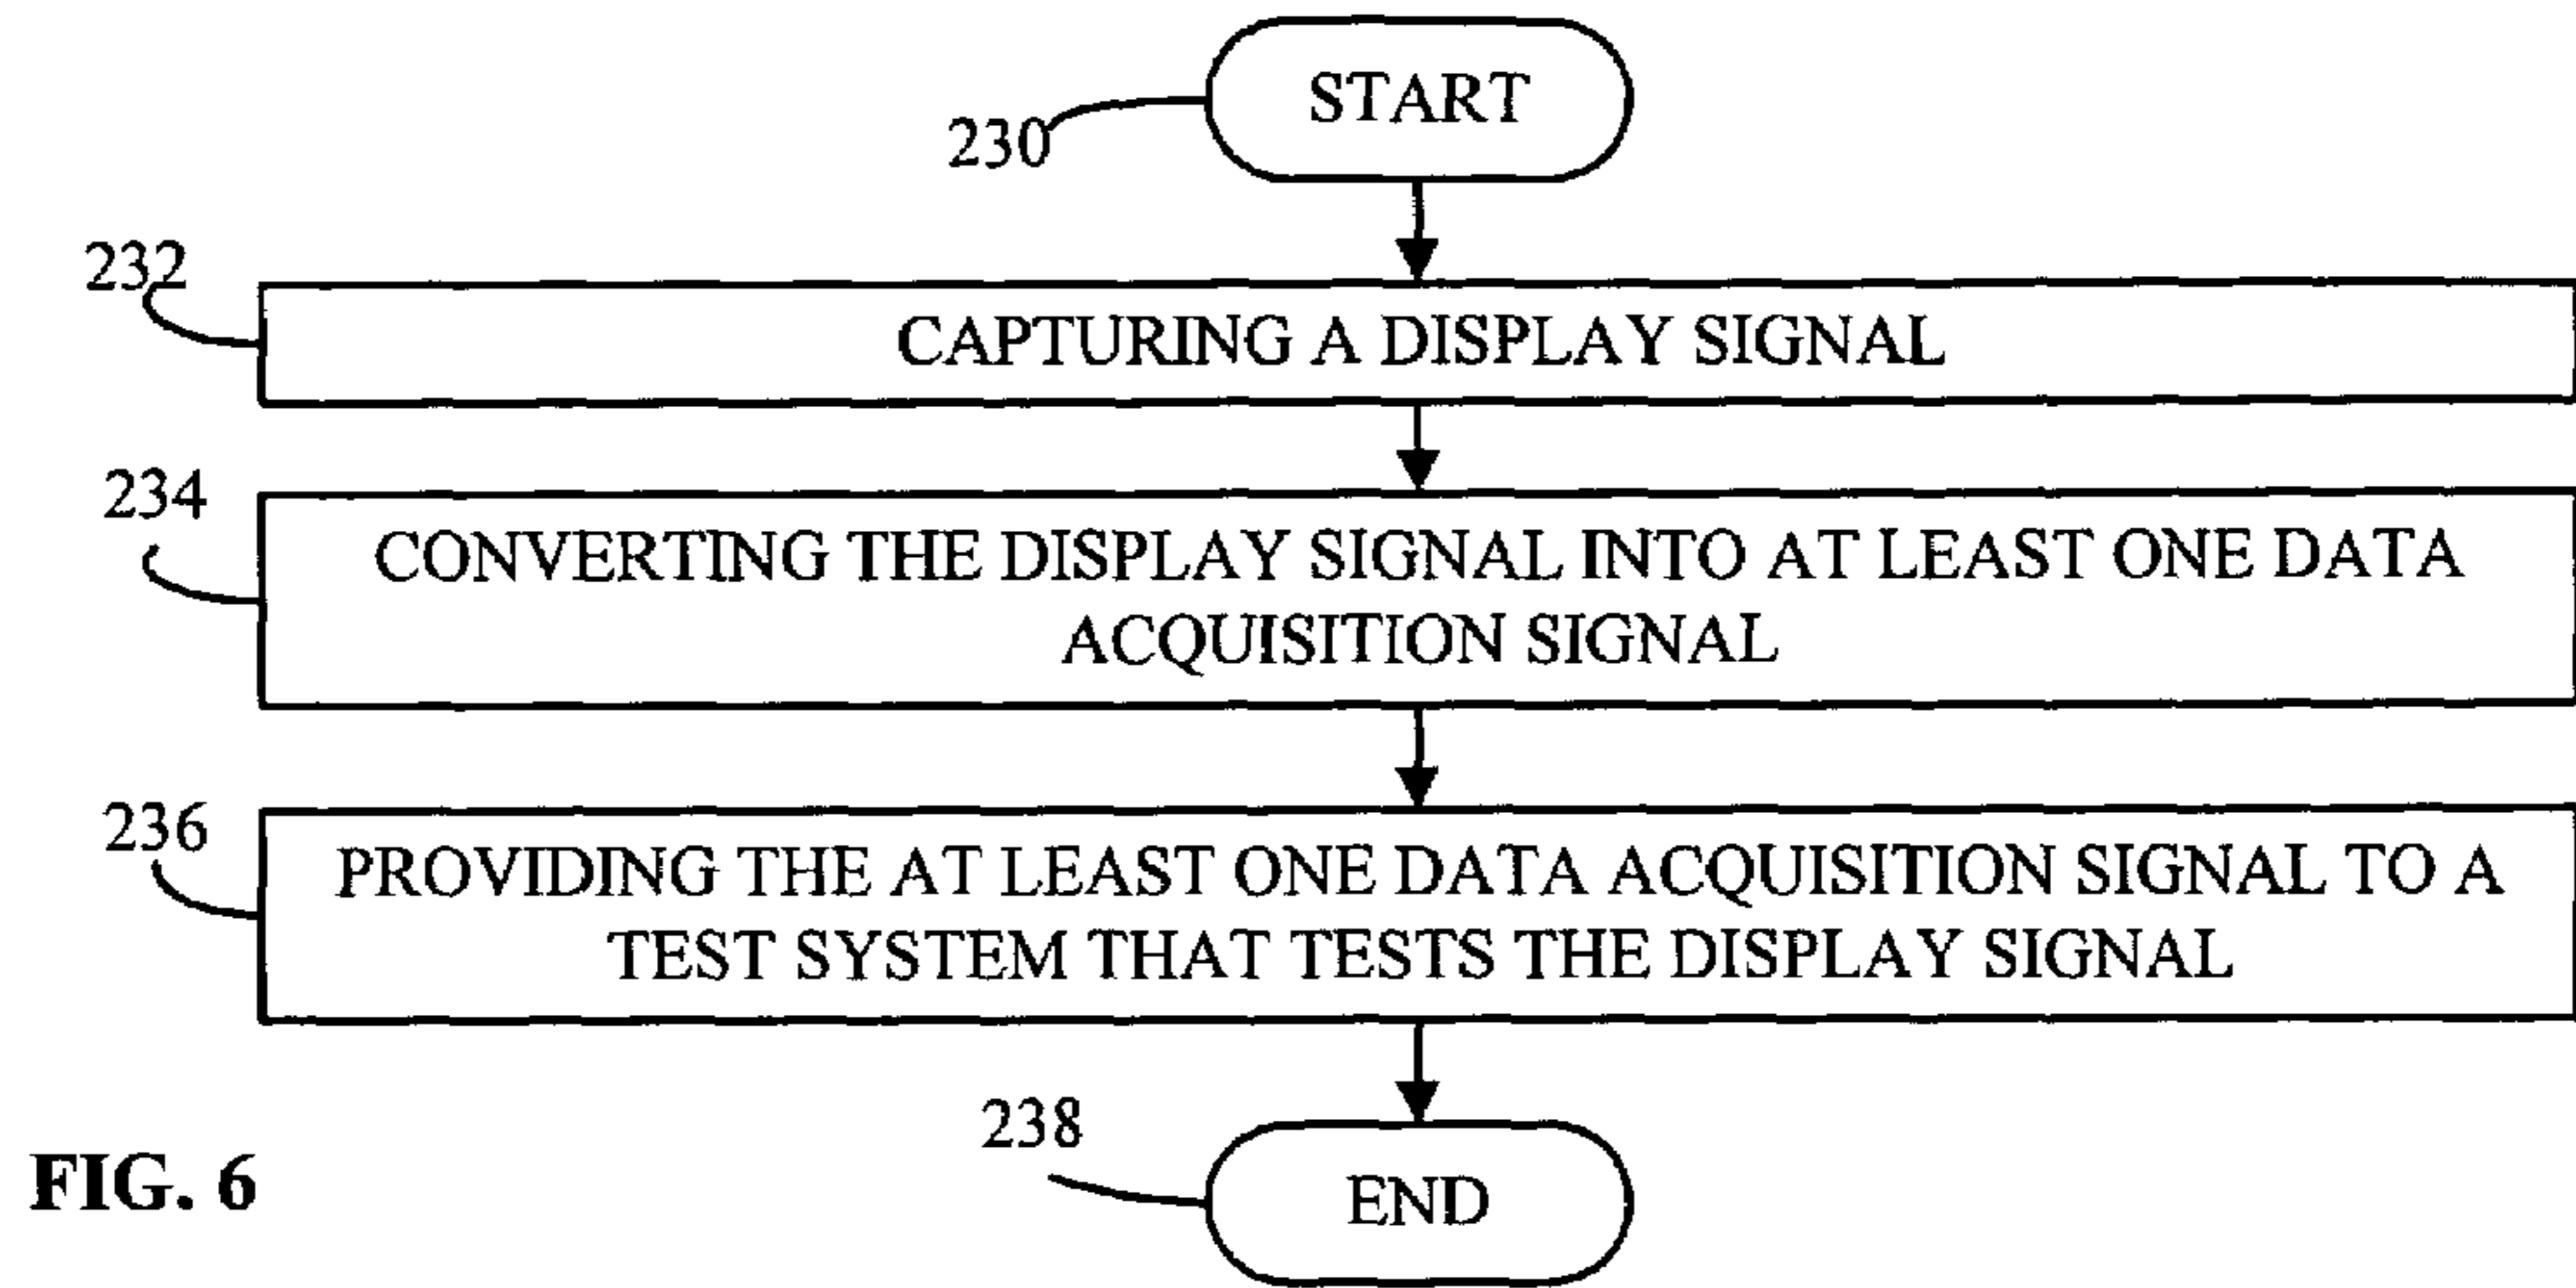 START
230
232
CAPTURING A DISPLAY SIGNAL
234
CONVERTING THE DISPLAY SIGNAL INTO AT LEAST ONE DATA
ACQUISITION SIGNAL
236
PROVIDING THE AT LEAST ONE DATA ACQUISITION SIGNAL TO A
TEST SYSTEM THAT TESTS THE DISPLAY SIGNAL
238
END
FIG. 6